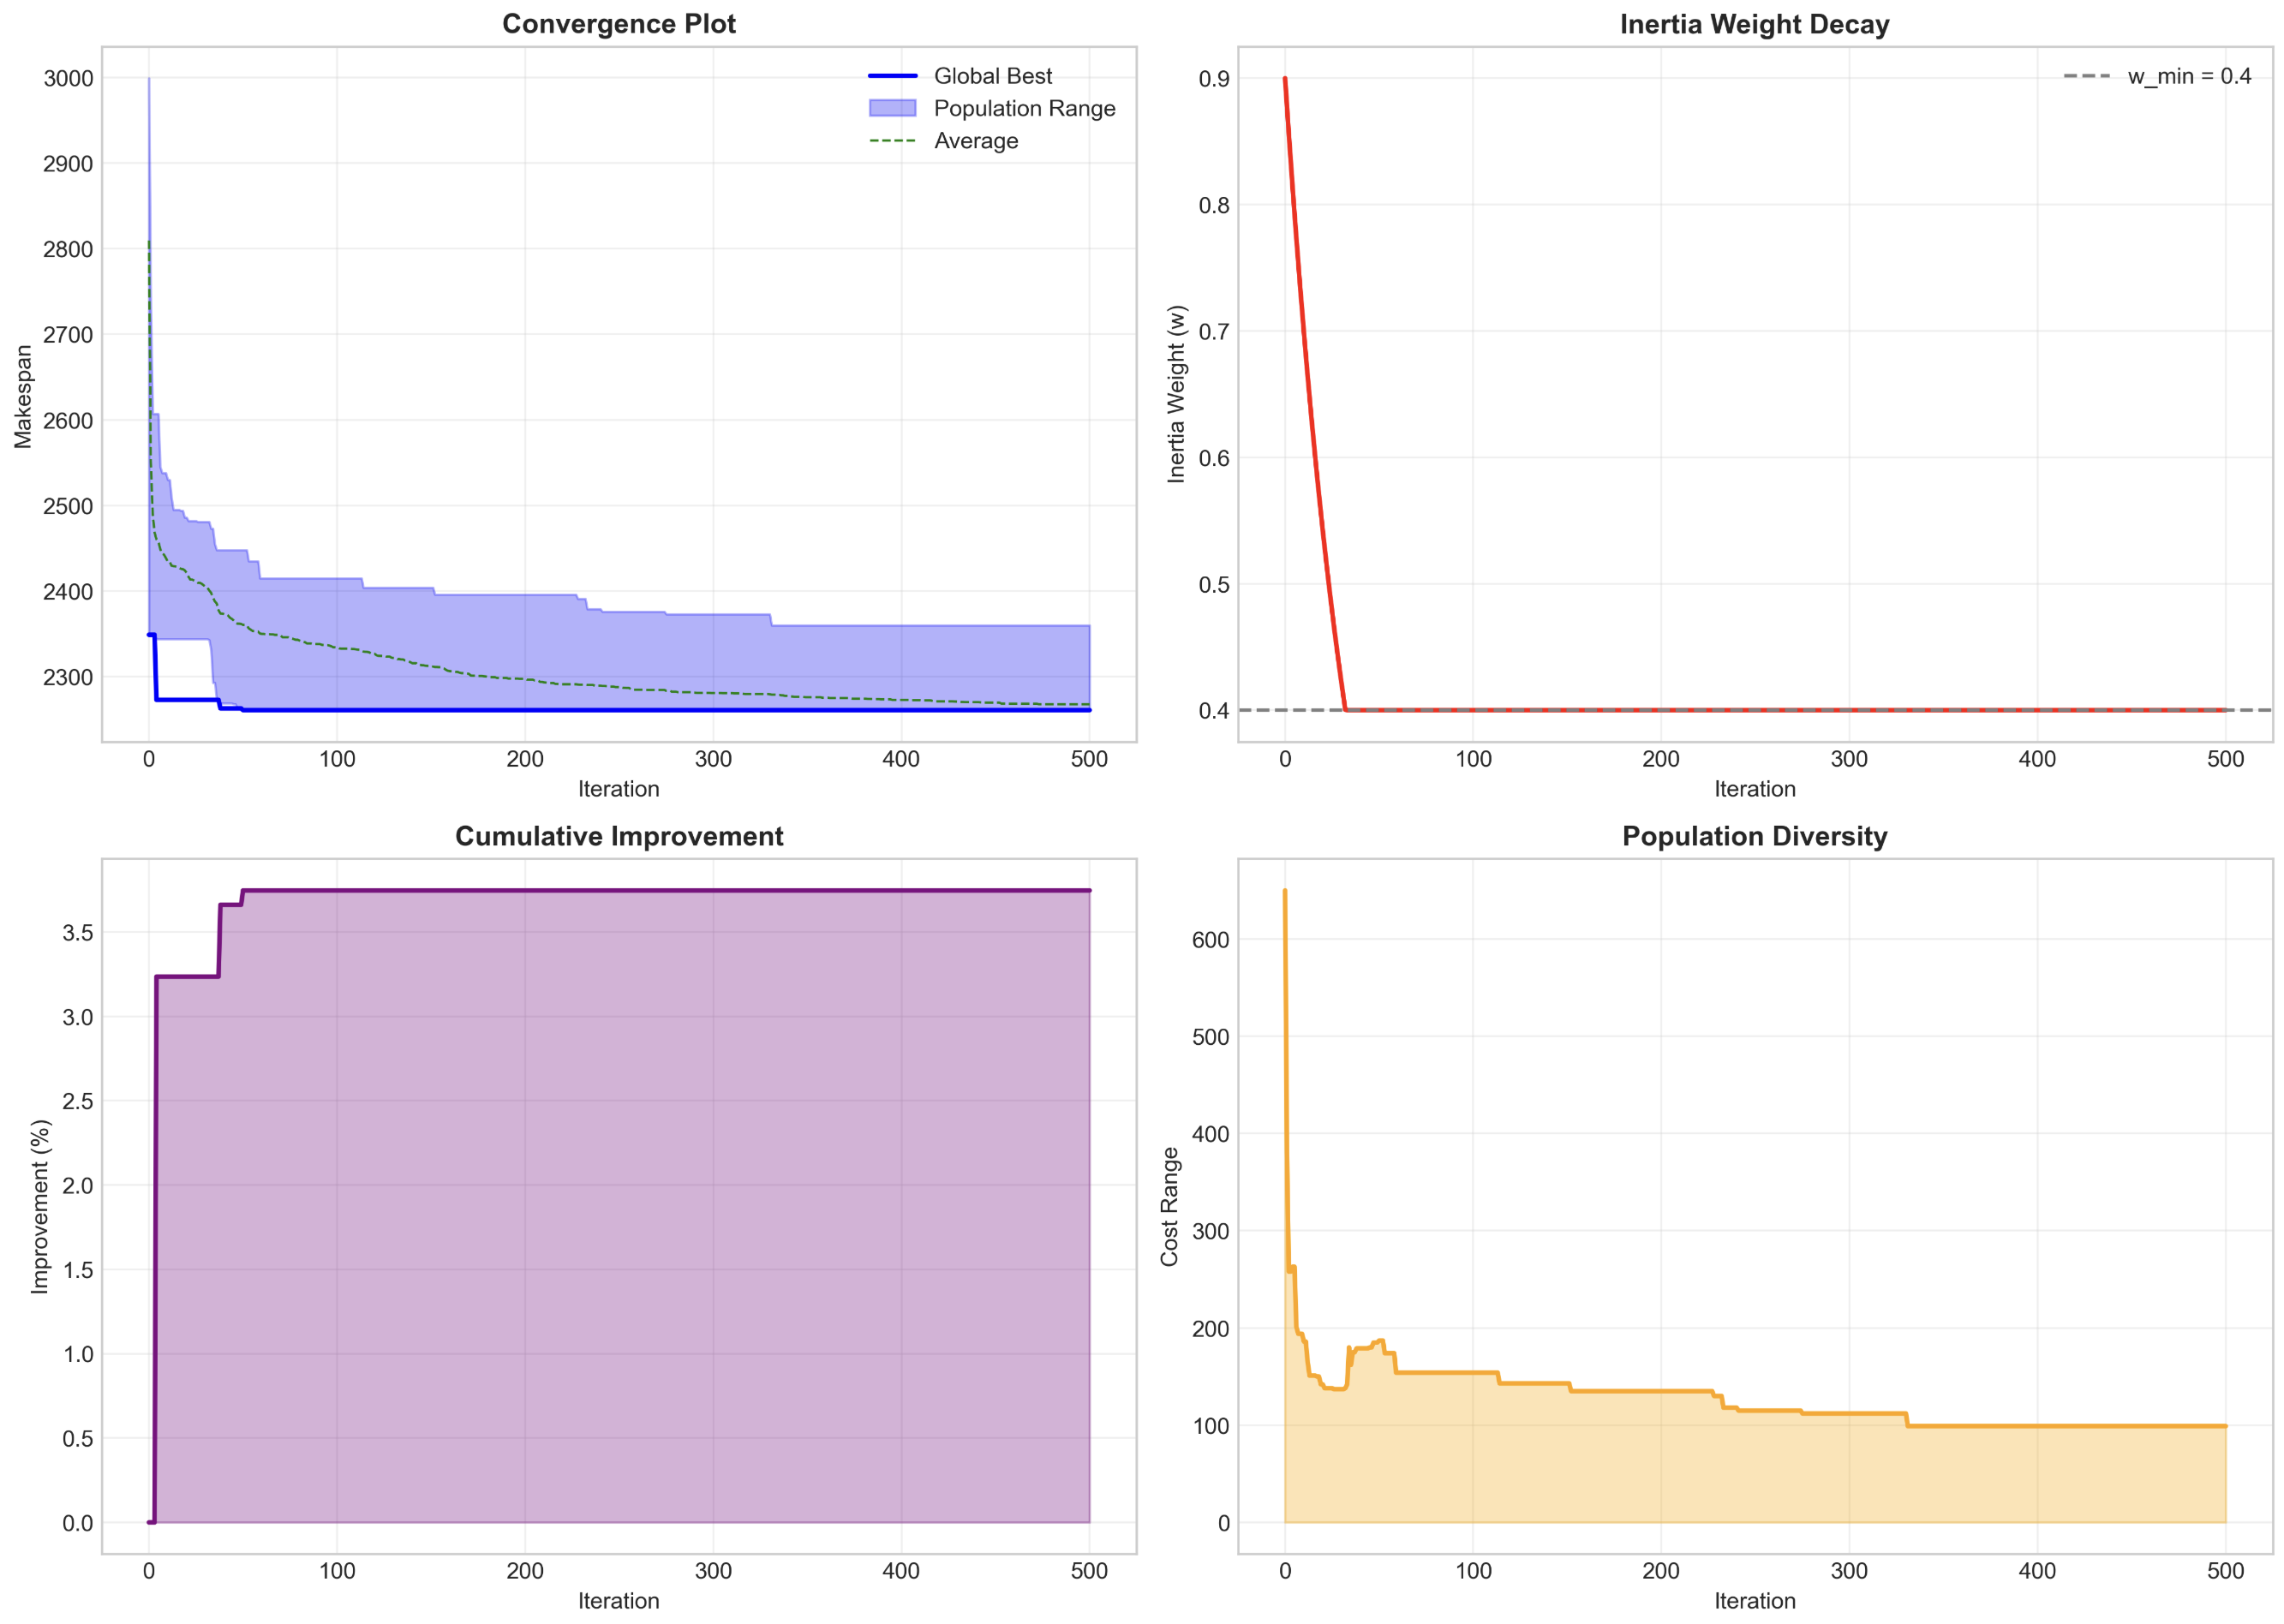 Convergence Plot
Makespan
3000
2900
2800
2700
2600
2500
2400
2300
Global Best
Population Range
Average
0 100 200 300 400 500
Iteration
Inertia Weight Decay
Inertia Weight (w)
0.9
0.8
0.7
0.6
0.5
0.4
w_min = 0.4
0 100 200 300 400 500
Iteration
Cumulative Improvement
Improvement (%)
3.5
3.0
2.5
2.0
1.5
1.0
0.5
0.0
0 100 200 300 400 500
Iteration
Population Diversity
Cost Range
600
500
400
300
200
100
0
0 100 200 300 400 500
Iteration